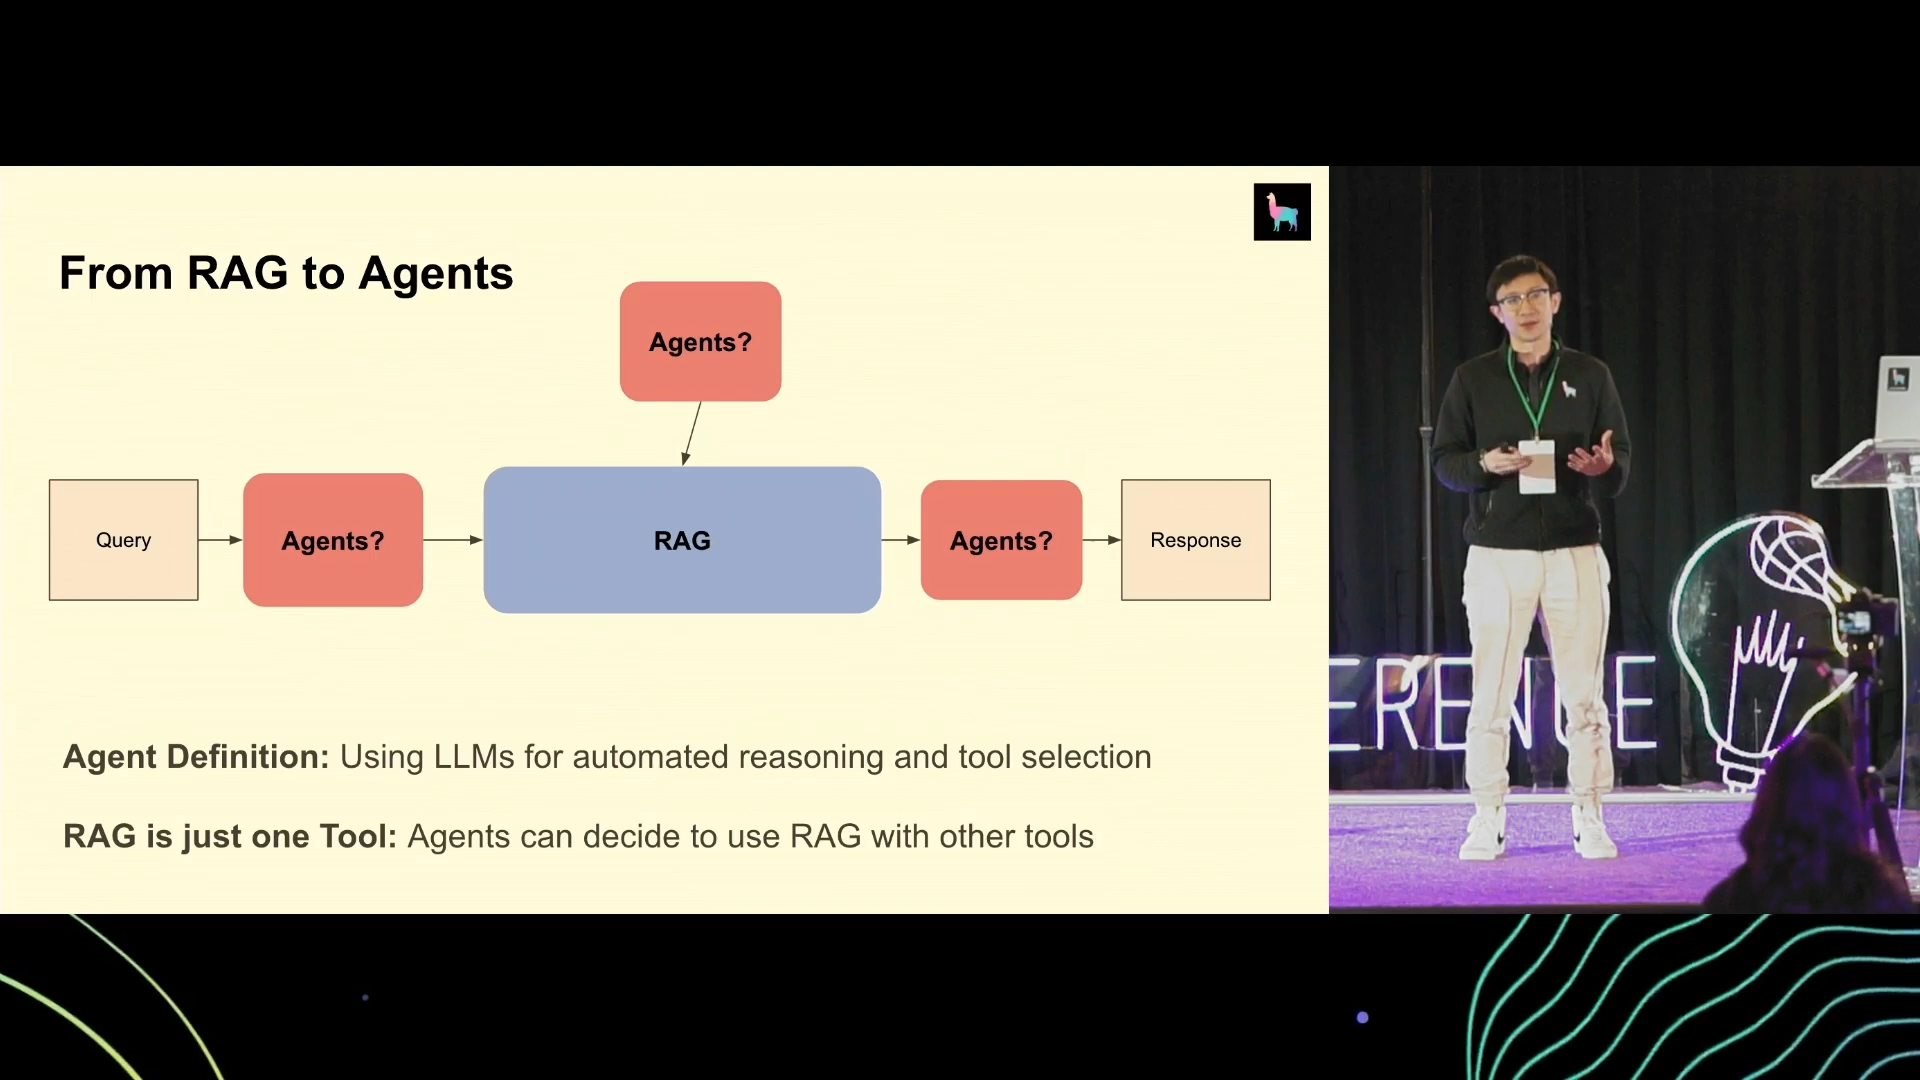 From RAG to Agents
Agents?
Query
Agents?
RAG
Agents?
Response
Agent Definition: Using LLMs for automated reasoning and tool selection
RAG is just one Tool: Agents can decide to use RAG with other tools
ERENCE